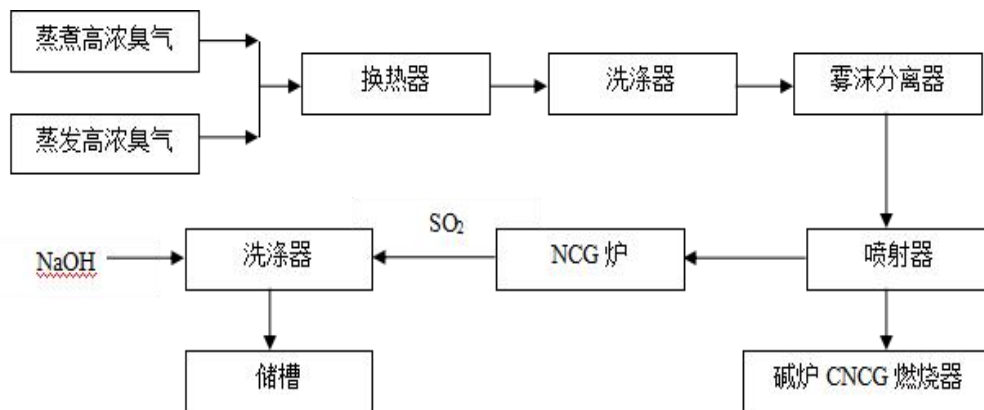 蒸煮高浓臭气
换热器
洗涤器
雾沫分离器
蒸发高浓臭气
SO₂
NaOH
洗涤器
NCG 炉
喷射器
储槽
碱炉 CNCG 燃烧器